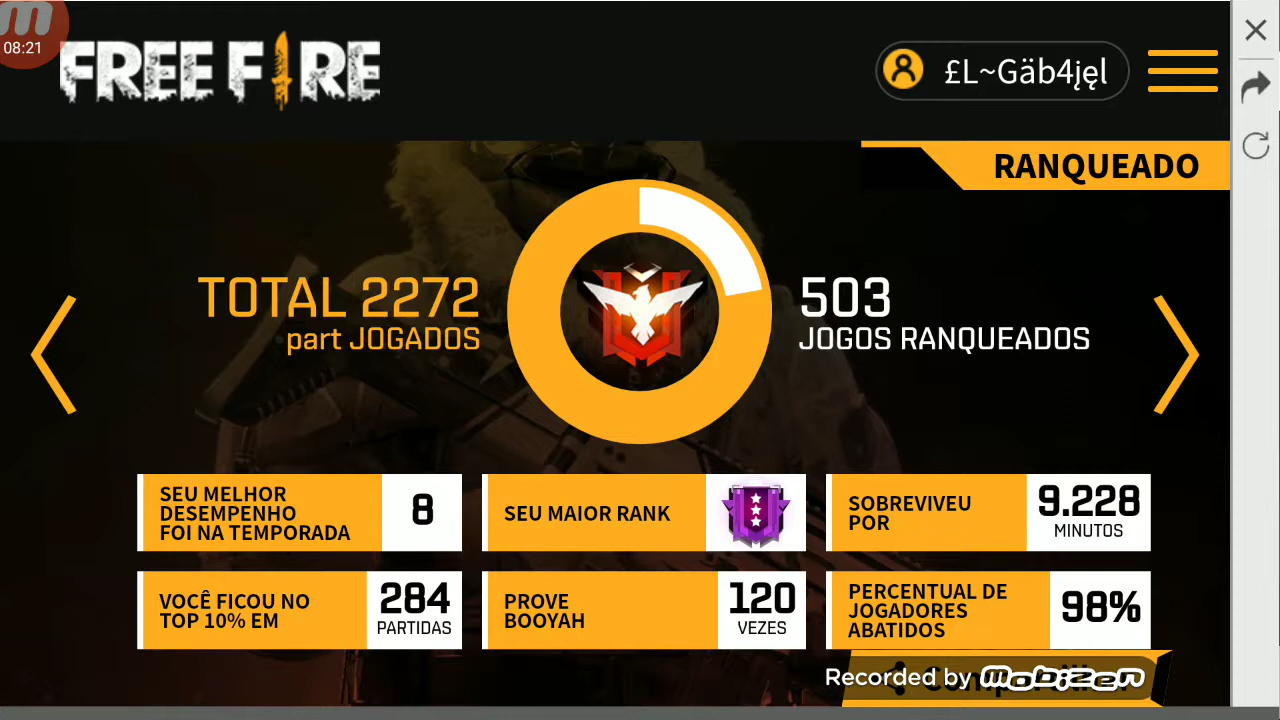 08:21
FREE FIRE
£L~Gäb4jęl
RANQUEADO
TOTAL 2272
part JOGADOS
503
JOGOS RANQUEADOS
SEU MELHOR
DESEMPENHO
FOI NA TEMPORADA
8
SEU MAIOR RANK
SOBREVIVEU
POR
9.228
MINUTOS
VOCÊ FICOU NO
TOP 10% EM
284
PARTIDAS
PROVE
BOOYAH
120
VEZES
PERCENTUAL DE
JOGADORES
ABATIDOS
98%
Recorded by mobizen